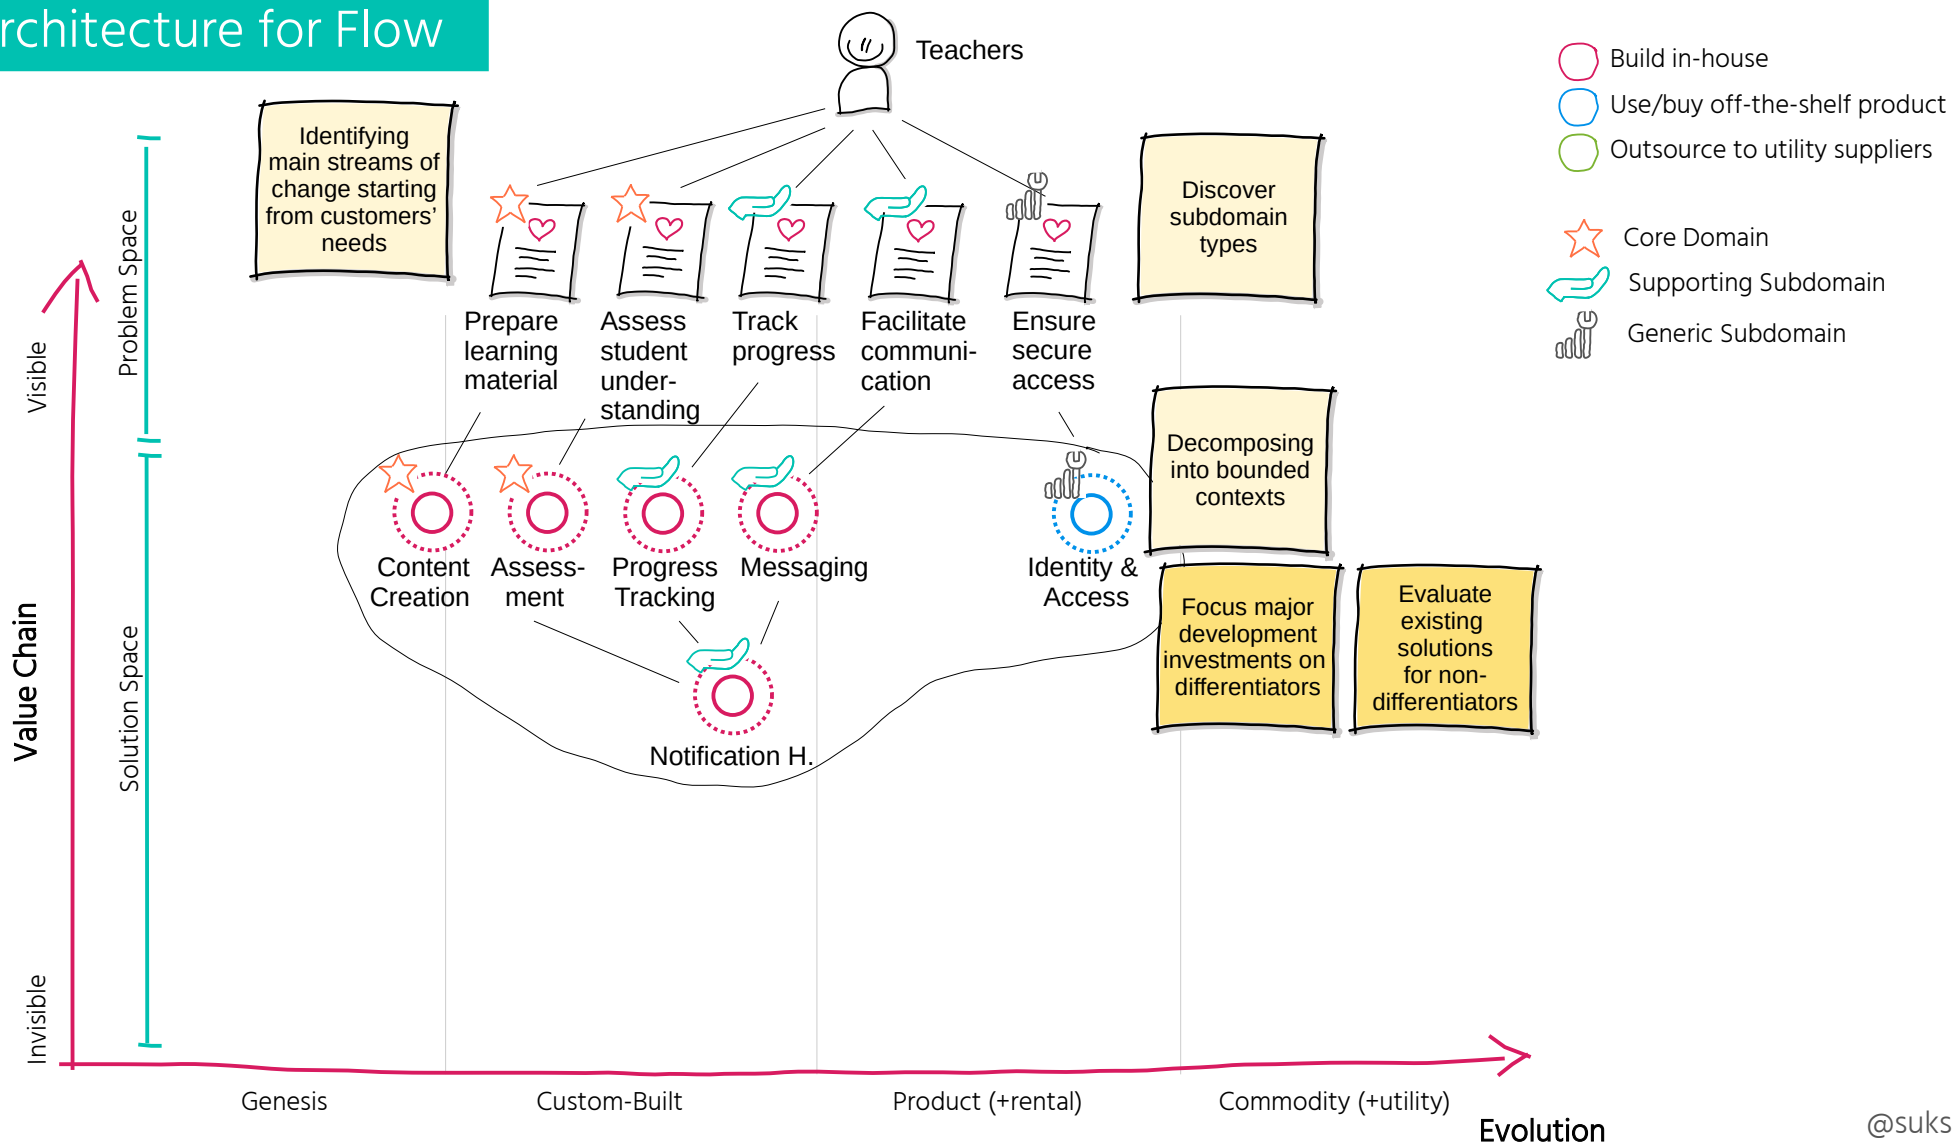 rchitecture for Flow
Teachers
Build in-house
Use/buy off-the-shelf product
Outsource to utility suppliers
Core Domain
Supporting Subdomain
Generic Subdomain
Identifying
main streams of
change starting
from customers'
needs
Discover
subdomain
types
Problem Space
Visible
Prepare
learning
material
Assess
student
under-
standing
Track
progress
Facilitate
communi-
cation
Ensure
secure
access
Decomposing
into bounded
contexts
Content
Creation
Assess-
ment
Progress
Tracking
Messaging
Identity &
Access
Focus major
development
investments on
differentiators
Evaluate
existing
solutions
for non-
differentiators
Notification H.
Value Chain
Solution Space
Invisible
Genesis
Custom-Built
Product (+rental)
Commodity (+utility)
Evolution
@suks